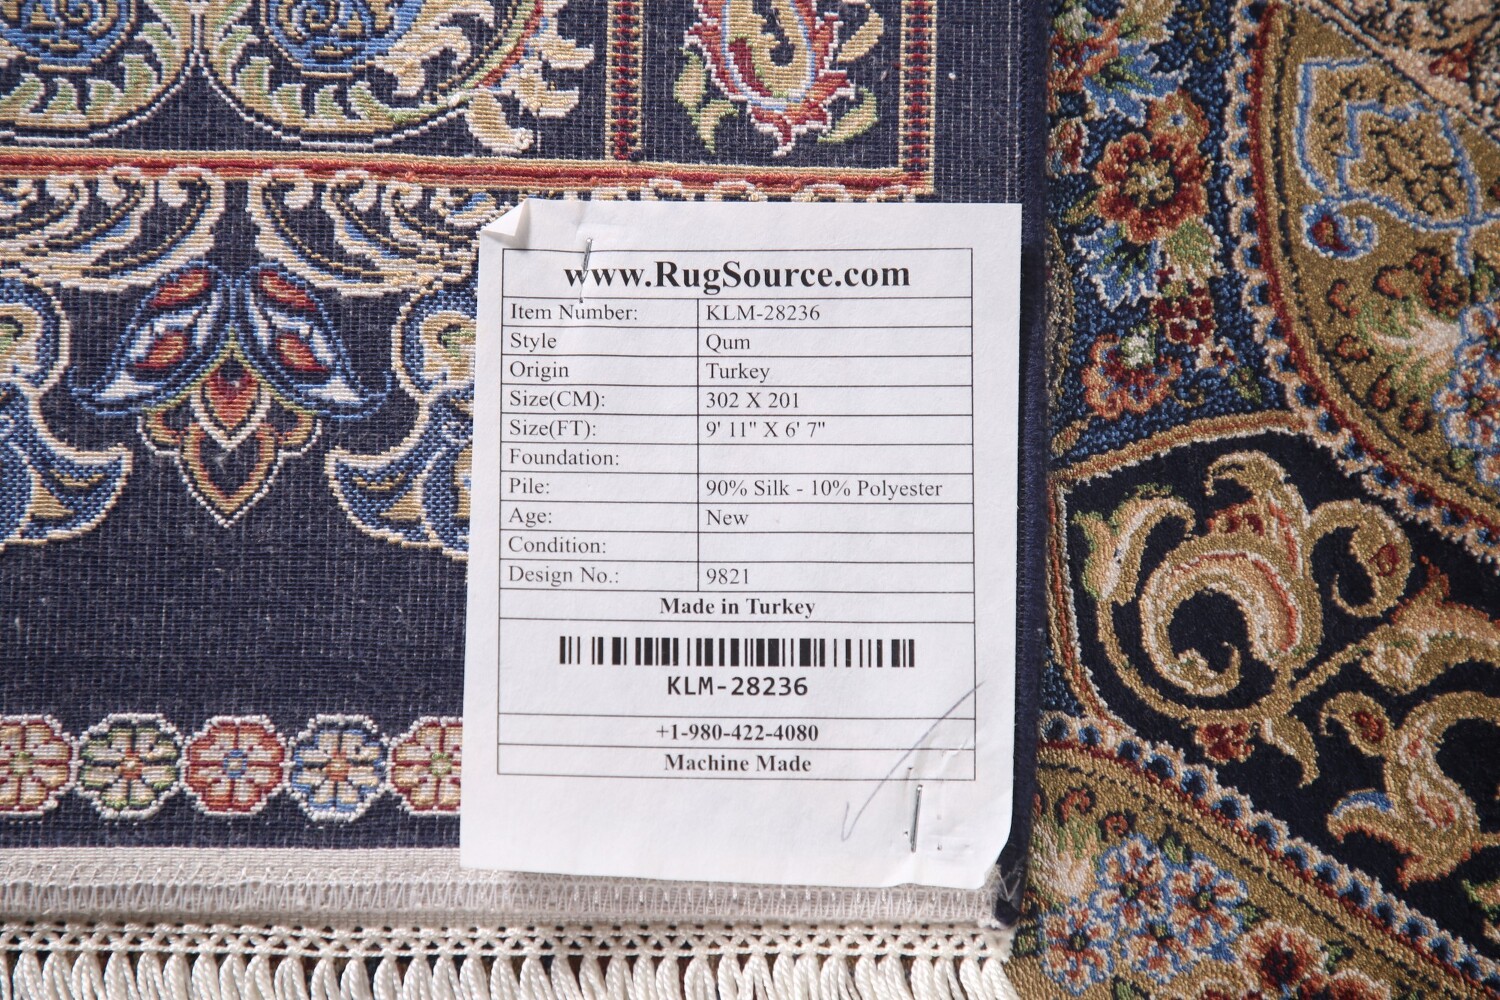 www.RugSource.com
Item Number: KLM-28236
Style Qum
Origin Turkey
Size(CM): 302 X 201
Size(FT): 9' 11" X 6' 7"
Foundation:
Pile: 90% Silk - 10% Polyester
Age: New
Condition:
Design No.: 9821
Made in Turkey
KLM-28236
+1-980-422-4080
Machine Made